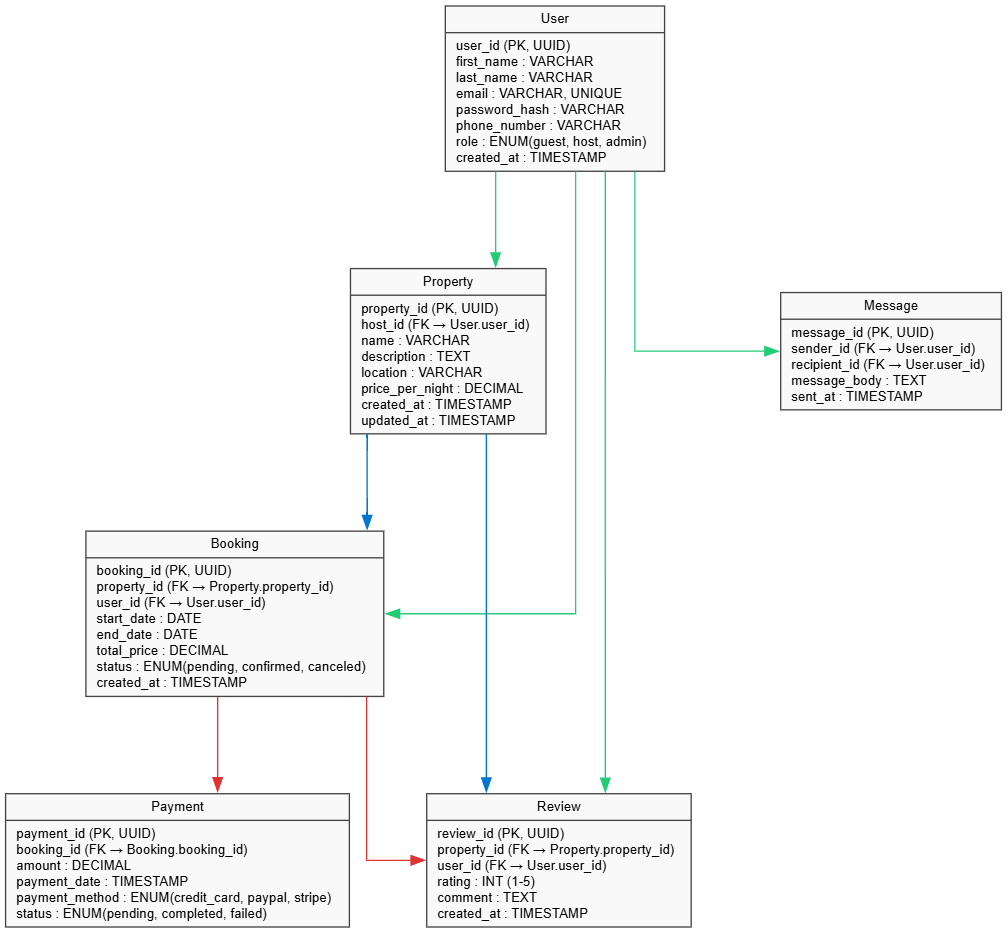 User
user_id (PK, UUID)
first_name : VARCHAR
last_name : VARCHAR
email : VARCHAR, UNIQUE
password_hash : VARCHAR
phone_number : VARCHAR
role : ENUM(guest, host, admin)
created_at : TIMESTAMP
Property
property_id (PK, UUID)
host_id (FK → User.user_id)
name : VARCHAR
description : TEXT
location : VARCHAR
price_per_night : DECIMAL
created_at : TIMESTAMP
updated_at : TIMESTAMP
Message
message_id (PK, UUID)
sender_id (FK → User.user_id)
recipient_id (FK → User.user_id)
message_body : TEXT
sent_at : TIMESTAMP
Booking
booking_id (PK, UUID)
property_id (FK → Property.property_id)
user_id (FK → User.user_id)
start_date : DATE
end_date : DATE
total_price : DECIMAL
status : ENUM(pending, confirmed, canceled)
created_at : TIMESTAMP
Payment
payment_id (PK, UUID)
booking_id (FK → Booking.booking_id)
amount : DECIMAL
payment_date : TIMESTAMP
payment_method : ENUM(credit_card, paypal, stripe)
status : ENUM(pending, completed, failed)
Review
review_id (PK, UUID)
property_id (FK → Property.property_id)
user_id (FK → User.user_id)
rating : INT (1-5)
comment : TEXT
created_at : TIMESTAMP